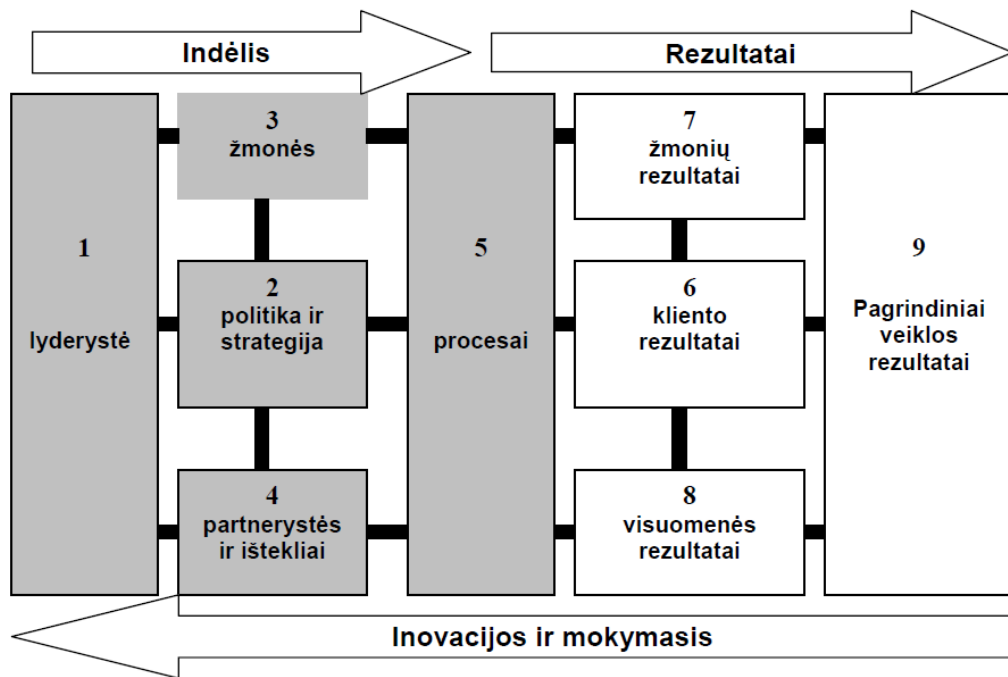 Indėlis
Rezultatai
1
lyderystė
3
žmonės
2
politika ir
strategija
4
partnerystės
ir ištekliai
5
procesai
7
žmonių
rezultatai
6
kliento
rezultatai
8
visuomenės
rezultatai
9
Pagrindiniai
veiklos
rezultatai
Inovacijos ir mokymasis